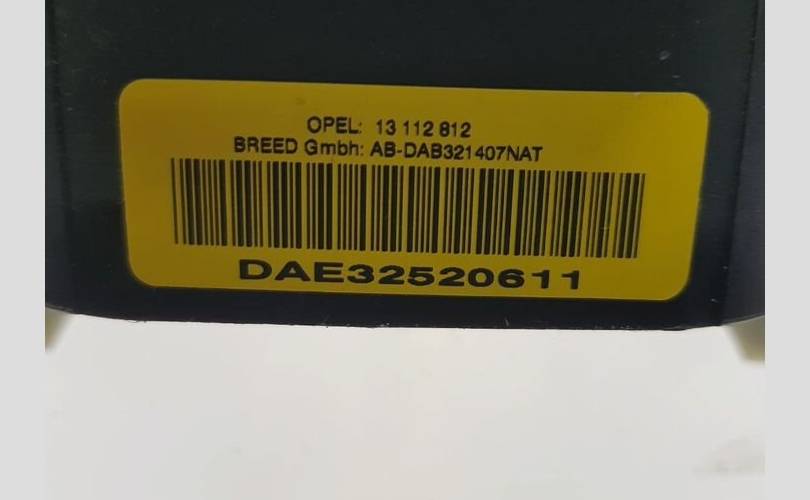 OPEL: 13 112 812
BREED Gmbh: AB-DAB321407NAT
DAE32520611